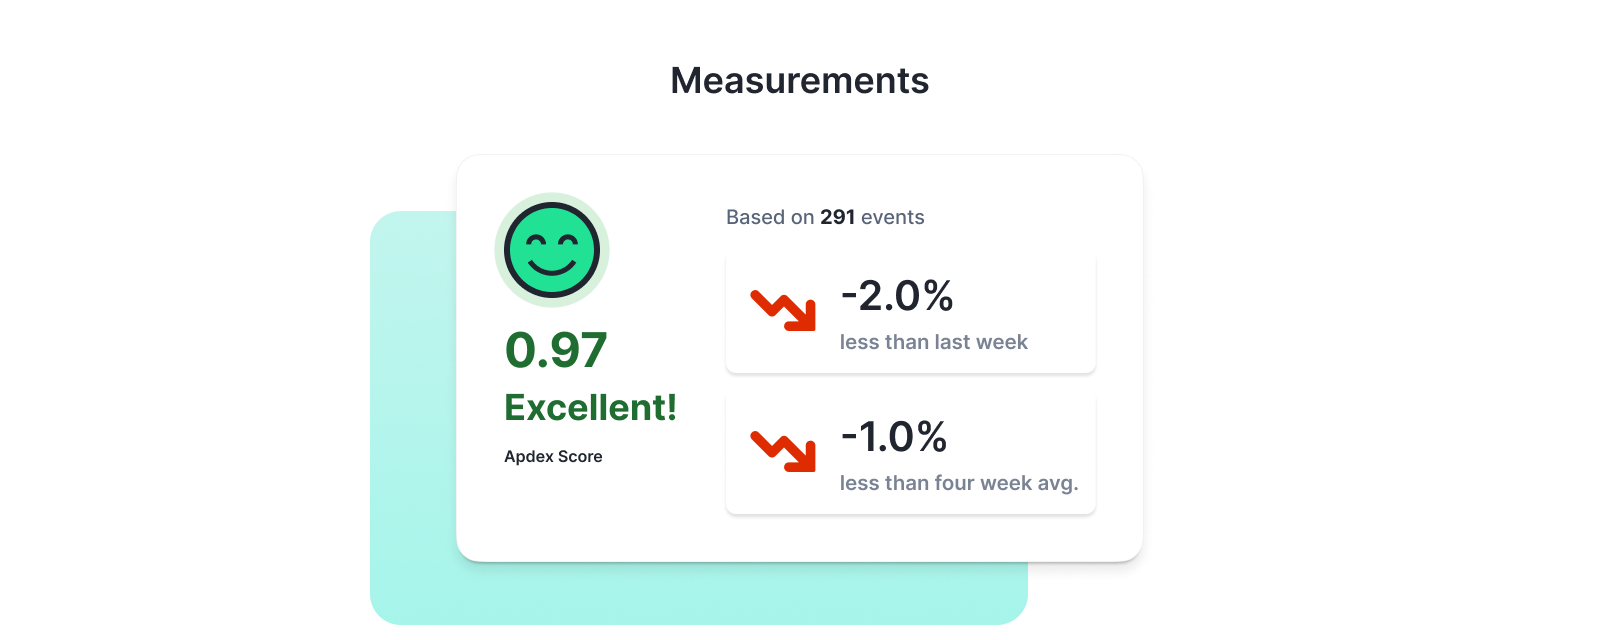 Measurements
0.97
Excellent!
Apdex Score
Based on 291 events
-2.0%
less than last week
-1.0%
less than four week avg.